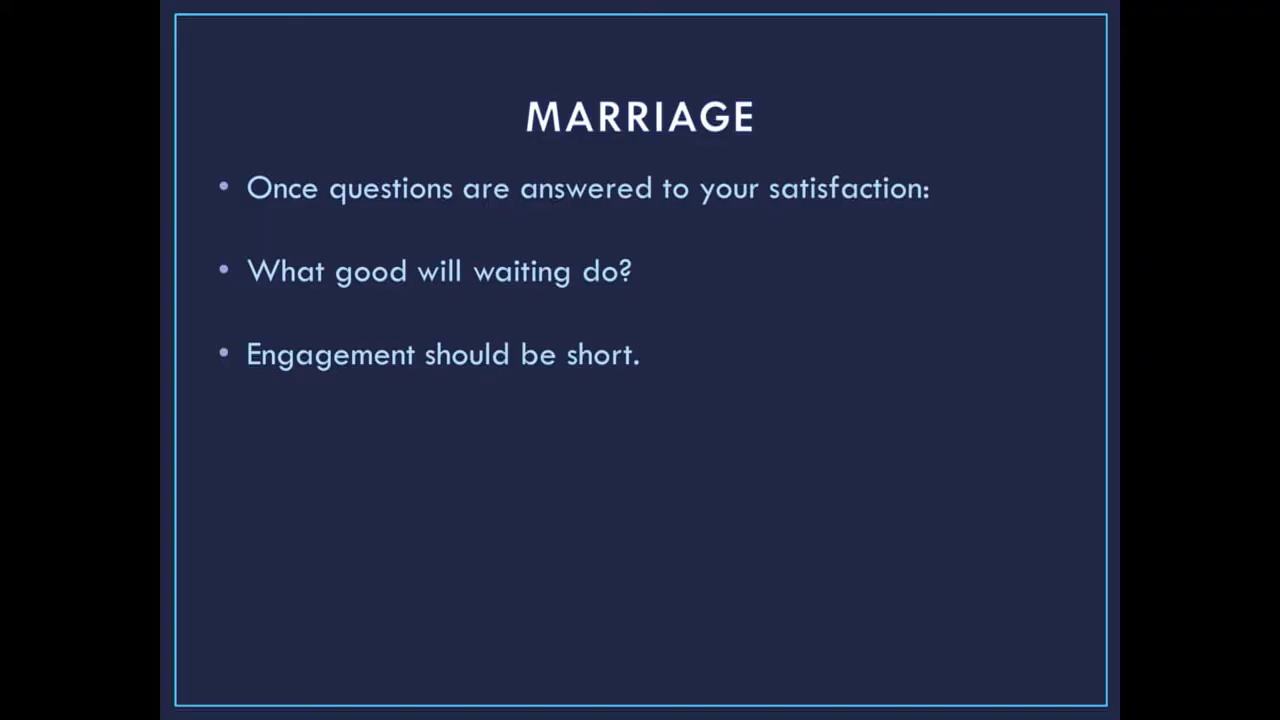 MARRIAGE
• Once questions are answered to your satisfaction:
• What good will waiting do?
• Engagement should be short.